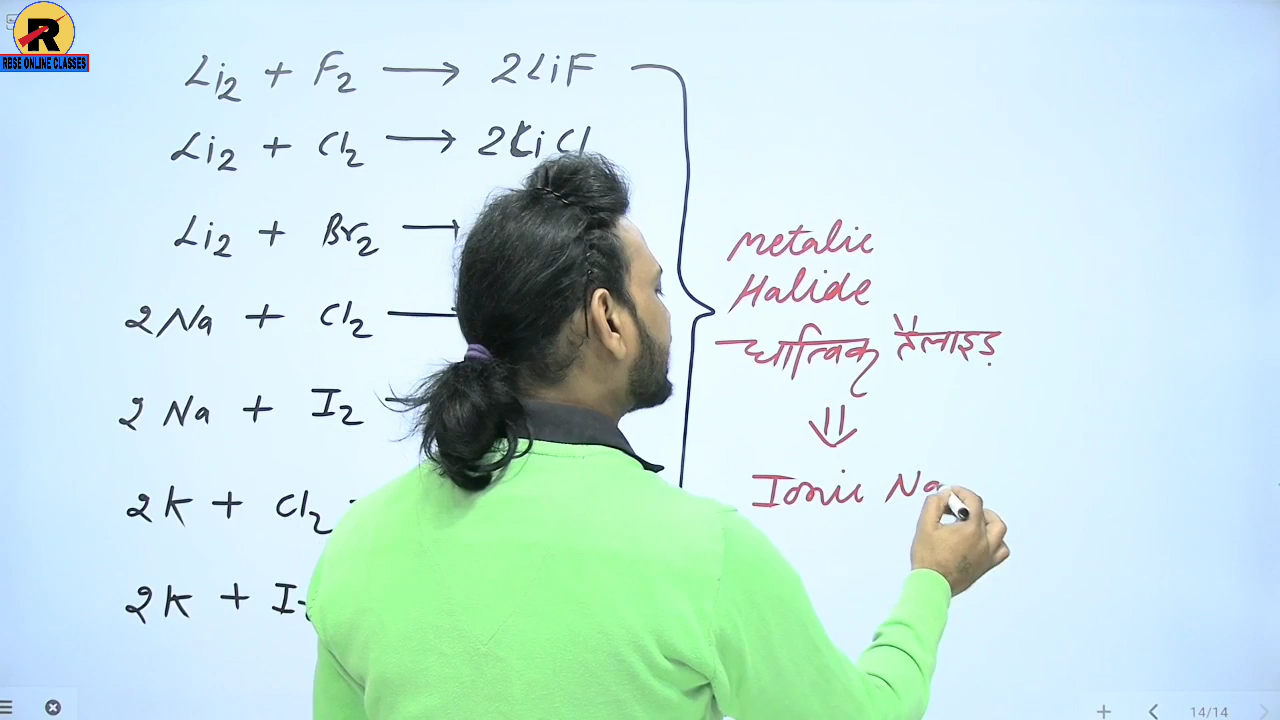 RBSE ONLINE CLASSES
Li₂ + F₂ → 2LiF
Li₂ + Cl₂ → 2LiCl
Li₂ + Br₂ →
2Na + Cl₂
2Na + I₂
2K + Cl₂
2K +
Metalic
Halide
धात्विक हैलाइड
⇓
Ionic Na
14/14